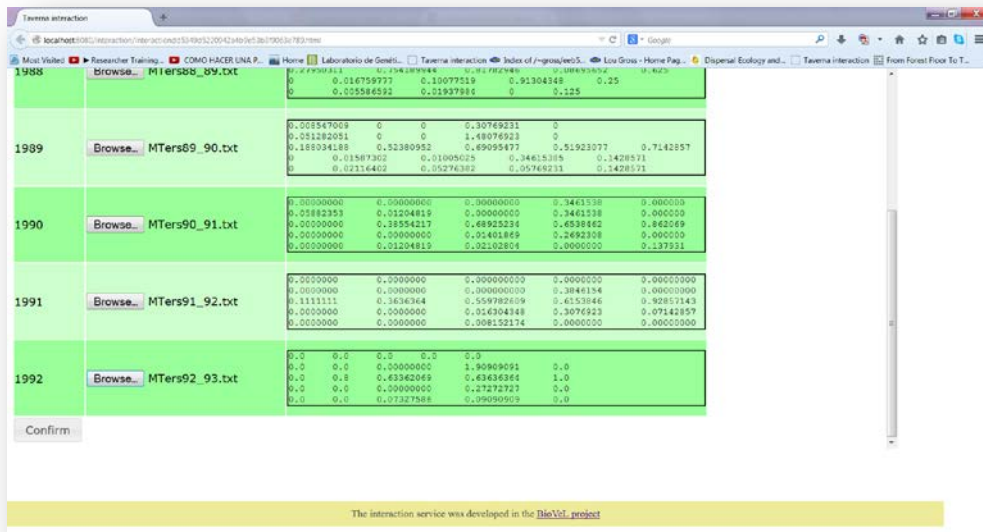 Taverna interaction
Google
Most Visited Researcher Training... COMO HACER UNA P... Home Laboratorio de Genéti... Taverna interaction Index of /~gross/eeb5... Lou Gross - Home Pag... Dispersal Ecology and... Taverna interaction From Forest Floor To T...
1988 Browse... MTers88_89.txt
0 0.016759777 0.10077519 0.91304348 0.25
0 0.005586592 0.01937984 0 0.125
1989 Browse... MTers89_90.txt
0.008547009 0 0 0.30769231 0
0.051282051 0 0 1.48076923 0
0.188034188 0.52380952 0.69095477 0.51923077 0.7142857
0 0.01587302 0.01005025 0.34615385 0.1428571
0 0.02116402 0.05276382 0.05769231 0.1428571
1990 Browse... MTers90_91.txt
0.00000000 0.00000000 0.00000000 0.3461538 0.000000
0.05882353 0.01204819 0.00000000 0.3461538 0.000000
0.00000000 0.38554217 0.68925234 0.6538462 0.862069
0.00000000 0.00000000 0.01401869 0.2692308 0.000000
0.00000000 0.01204819 0.02102804 0.0000000 0.137931
1991 Browse... MTers91_92.txt
0.0000000 0.0000000 0.000000000 0.0000000 0.00000000
0.0000000 0.0000000 0.000000000 0.3846154 0.00000000
0.1111111 0.3636364 0.559782609 0.6153846 0.92857143
0.0000000 0.0000000 0.016304348 0.3076923 0.07142857
0.0000000 0.0000000 0.008152174 0.0000000 0.00000000
1992 Browse... MTers92_93.txt
0.0 0.0 0.0 0.0 0.0
0.0 0.0 0.00000000 1.90909091 0.0
0.0 0.8 0.63362069 0.63636364 1.0
0.0 0.0 0.00000000 0.27272727 0.0
0.0 0.0 0.07327586 0.09090909 0.0
Confirm
The interaction service was developed in the BioVeL project